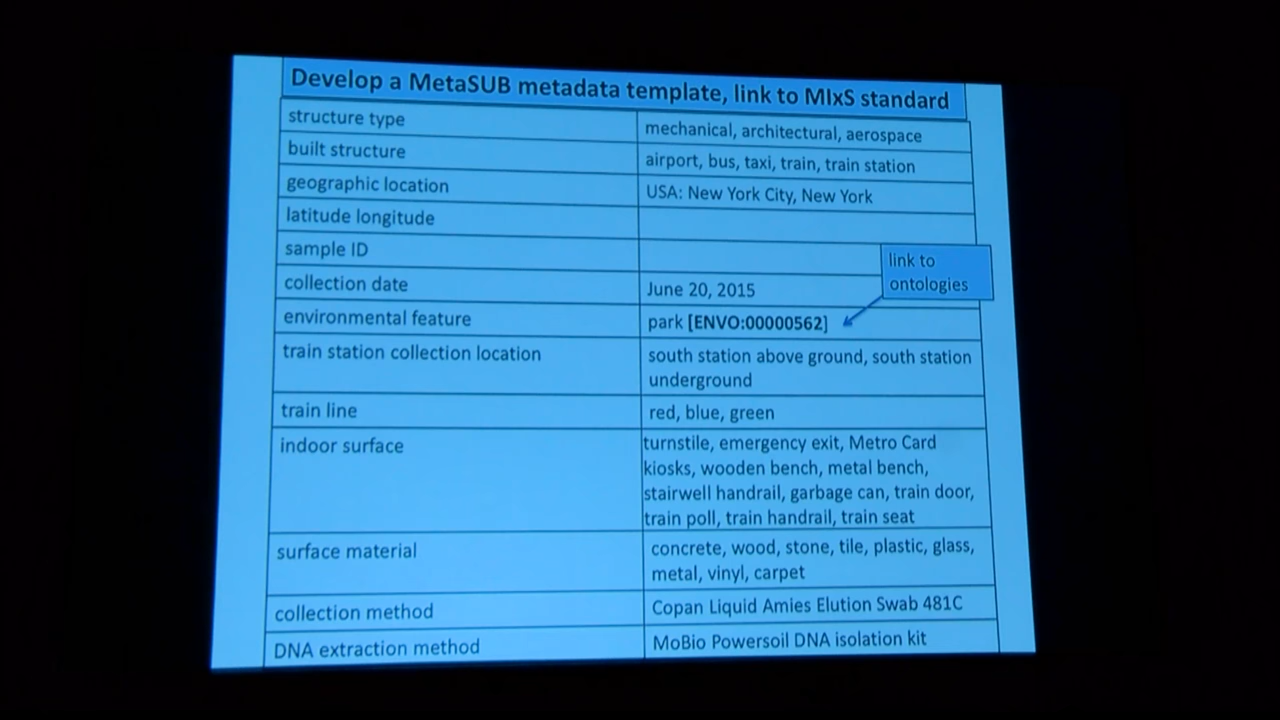 Develop a MetaSUB metadata template, link to MIxS standard
structure type
mechanical, architectural, aerospace
built structure
airport, bus, taxi, train, train station
geographic location
USA: New York City, New York
latitude longitude
sample ID
link to
ontologies
collection date
June 20, 2015
environmental feature
park [ENVO:00000562]
train station collection location
south station above ground, south station
underground
train line
red, blue, green
indoor surface
turnstile, emergency exit, Metro Card
kiosks, wooden bench, metal bench,
stairwell handrail, garbage can, train door,
train poll, train handrail, train seat
surface material
concrete, wood, stone, tile, plastic, glass,
metal, vinyl, carpet
collection method
Copan Liquid Amies Elution Swab 481C
DNA extraction method
MoBio Powersoil DNA isolation kit